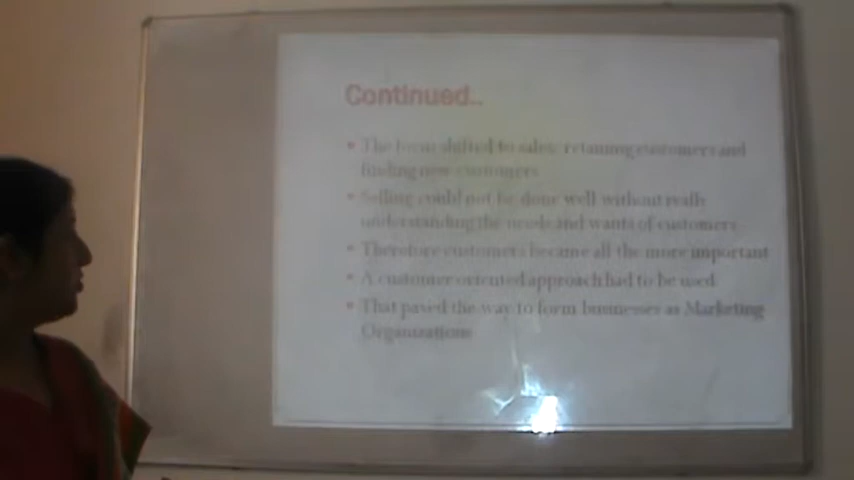 Continued..
• The focus shifted to sales, retaining customers and
finding new customers
• Selling could not be done well without really
understanding the needs and wants of customers
• Therefore customers became all the more important
• A customer oriented approach had to be used
• That paved the way to form businesses as Marketing
Organizations